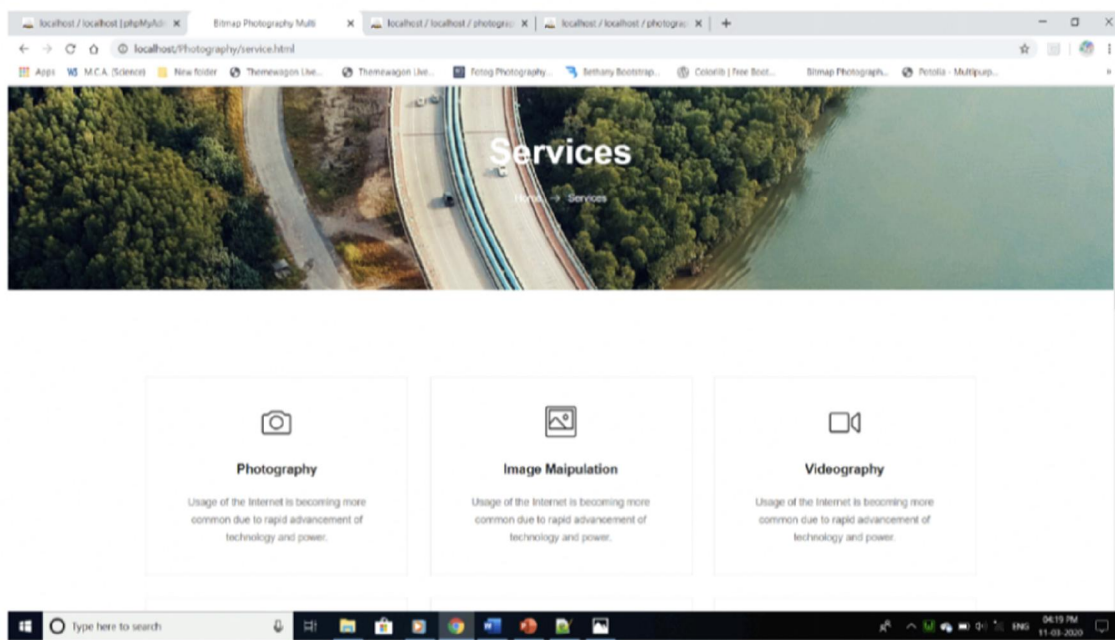 localhost / localhost | phpMyAdm
Bitmap Photography Multi
localhost / localhost / photograp
localhost / localhost / photograp
localhost/Photography/service.html
Apps
M.C.A. (Science)
New folder
Themewagon Live...
Themewagon Live...
Fotog Photography...
Bethany Bootstrap...
Colorlib | Free Boot...
Bitmap Photograph...
Potolia - Multipurp...
Services
Home → Services
Photography
Usage of the Internet is becoming more
common due to rapid advancement of
technology and power.
Image Maipulation
Usage of the Internet is becoming more
common due to rapid advancement of
technology and power.
Videography
Usage of the Internet is becoming more
common due to rapid advancement of
technology and power.
Type here to search
ENG
04:19 PM
11-03-2020